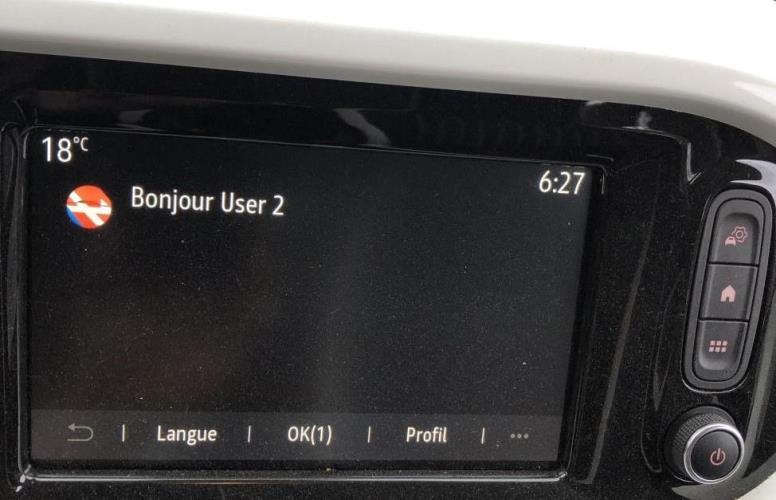 18°C
6:27
Bonjour User 2
Langue
OK(1)
Profil
...